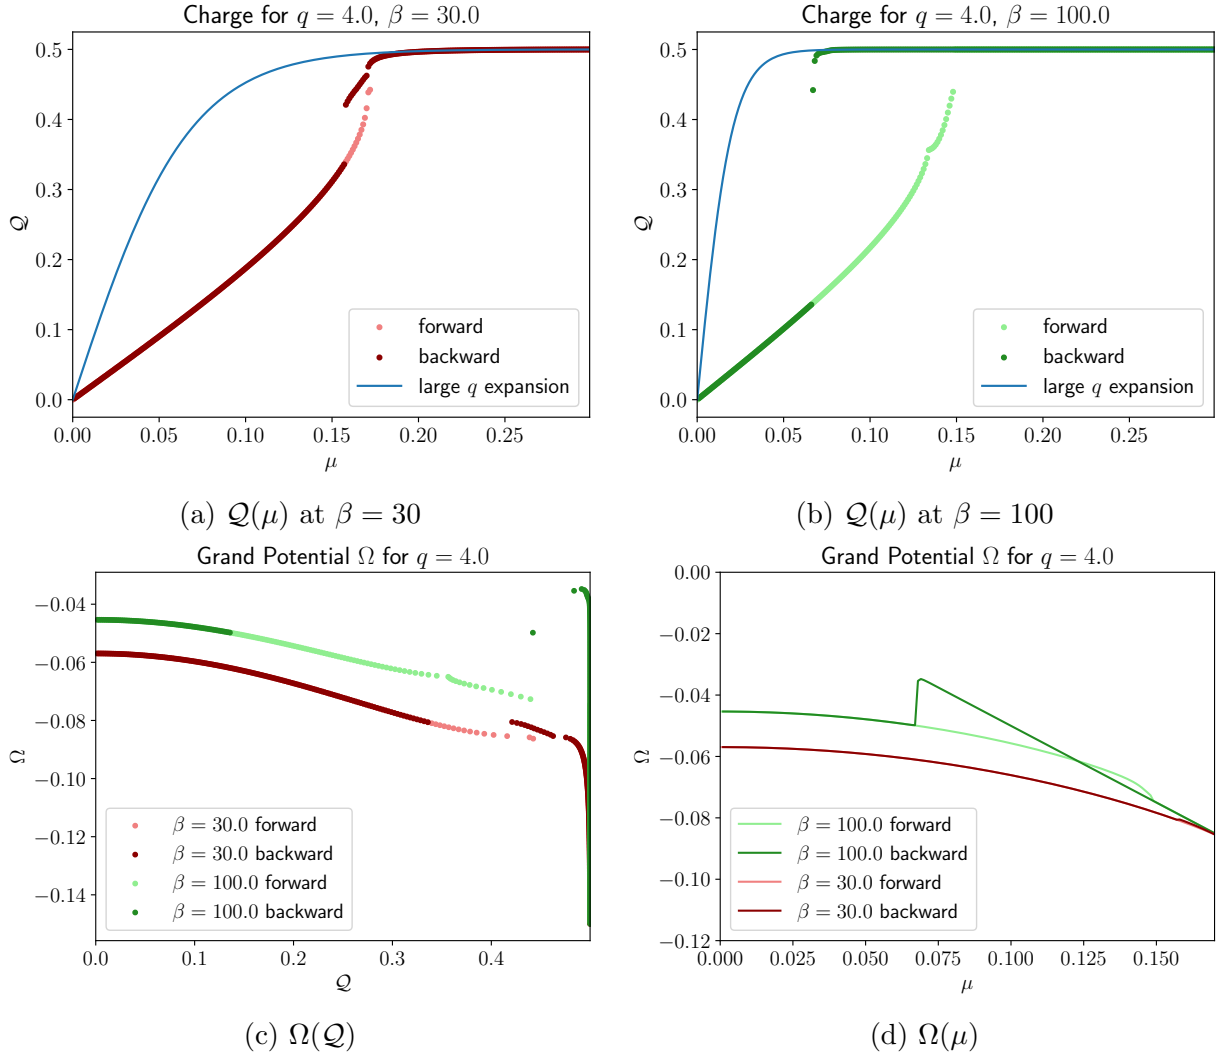 Charge for q = 4.0, β = 30.0
0.5
0.4
0.3
0.2
0.1
0.0
𝒬
0.00 0.05 0.10 0.15 0.20 0.25
μ
forward
backward
large q expansion
(a) 𝒬(μ) at β = 30
Charge for q = 4.0, β = 100.0
0.5
0.4
0.3
0.2
0.1
0.0
𝒬
0.00 0.05 0.10 0.15 0.20 0.25
μ
forward
backward
large q expansion
(b) 𝒬(μ) at β = 100
Grand Potential Ω for q = 4.0
−0.04
−0.06
−0.08
−0.10
−0.12
−0.14
Ω
0.0 0.1 0.2 0.3 0.4
𝒬
β = 30.0 forward
β = 30.0 backward
β = 100.0 forward
β = 100.0 backward
(c) Ω(𝒬)
Grand Potential Ω for q = 4.0
0.00
−0.02
−0.04
−0.06
−0.08
−0.10
−0.12
Ω
0.000 0.025 0.050 0.075 0.100 0.125 0.150
μ
β = 100.0 forward
β = 100.0 backward
β = 30.0 forward
β = 30.0 backward
(d) Ω(μ)